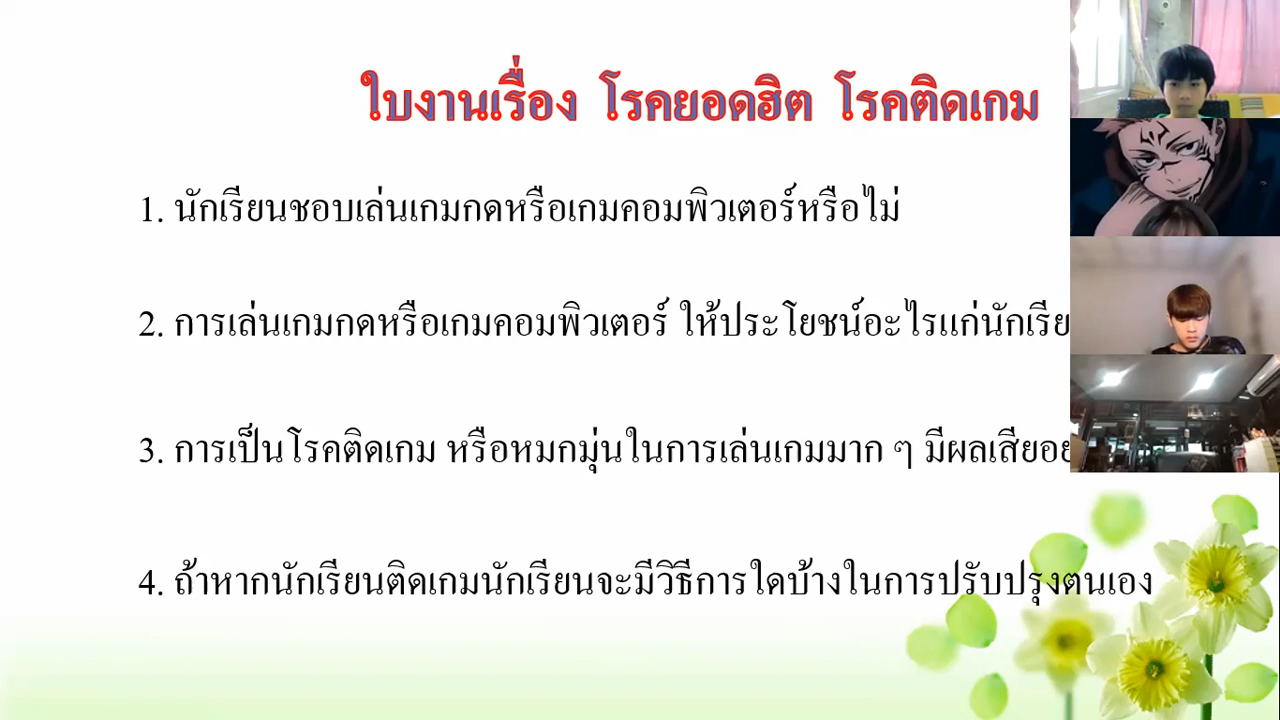 ใบงานเรื่อง โรคยอดฮิต โรคติดเกม
1. นักเรียนชอบเล่นเกมกดหรือเกมคอมพิวเตอร์หรือไม่
2. การเล่นเกมกดหรือเกมคอมพิวเตอร์ ให้ประโยชน์อะไรแก่นักเรีย
3. การเป็นโรคติดเกม หรือหมกมุ่นในการเล่นเกมมาก ๆ มีผลเสีย
4. ถ้าหากนักเรียนติดเกมนักเรียนจะมีวิธีการใดบ้างในการปรับปรุงตนเอง